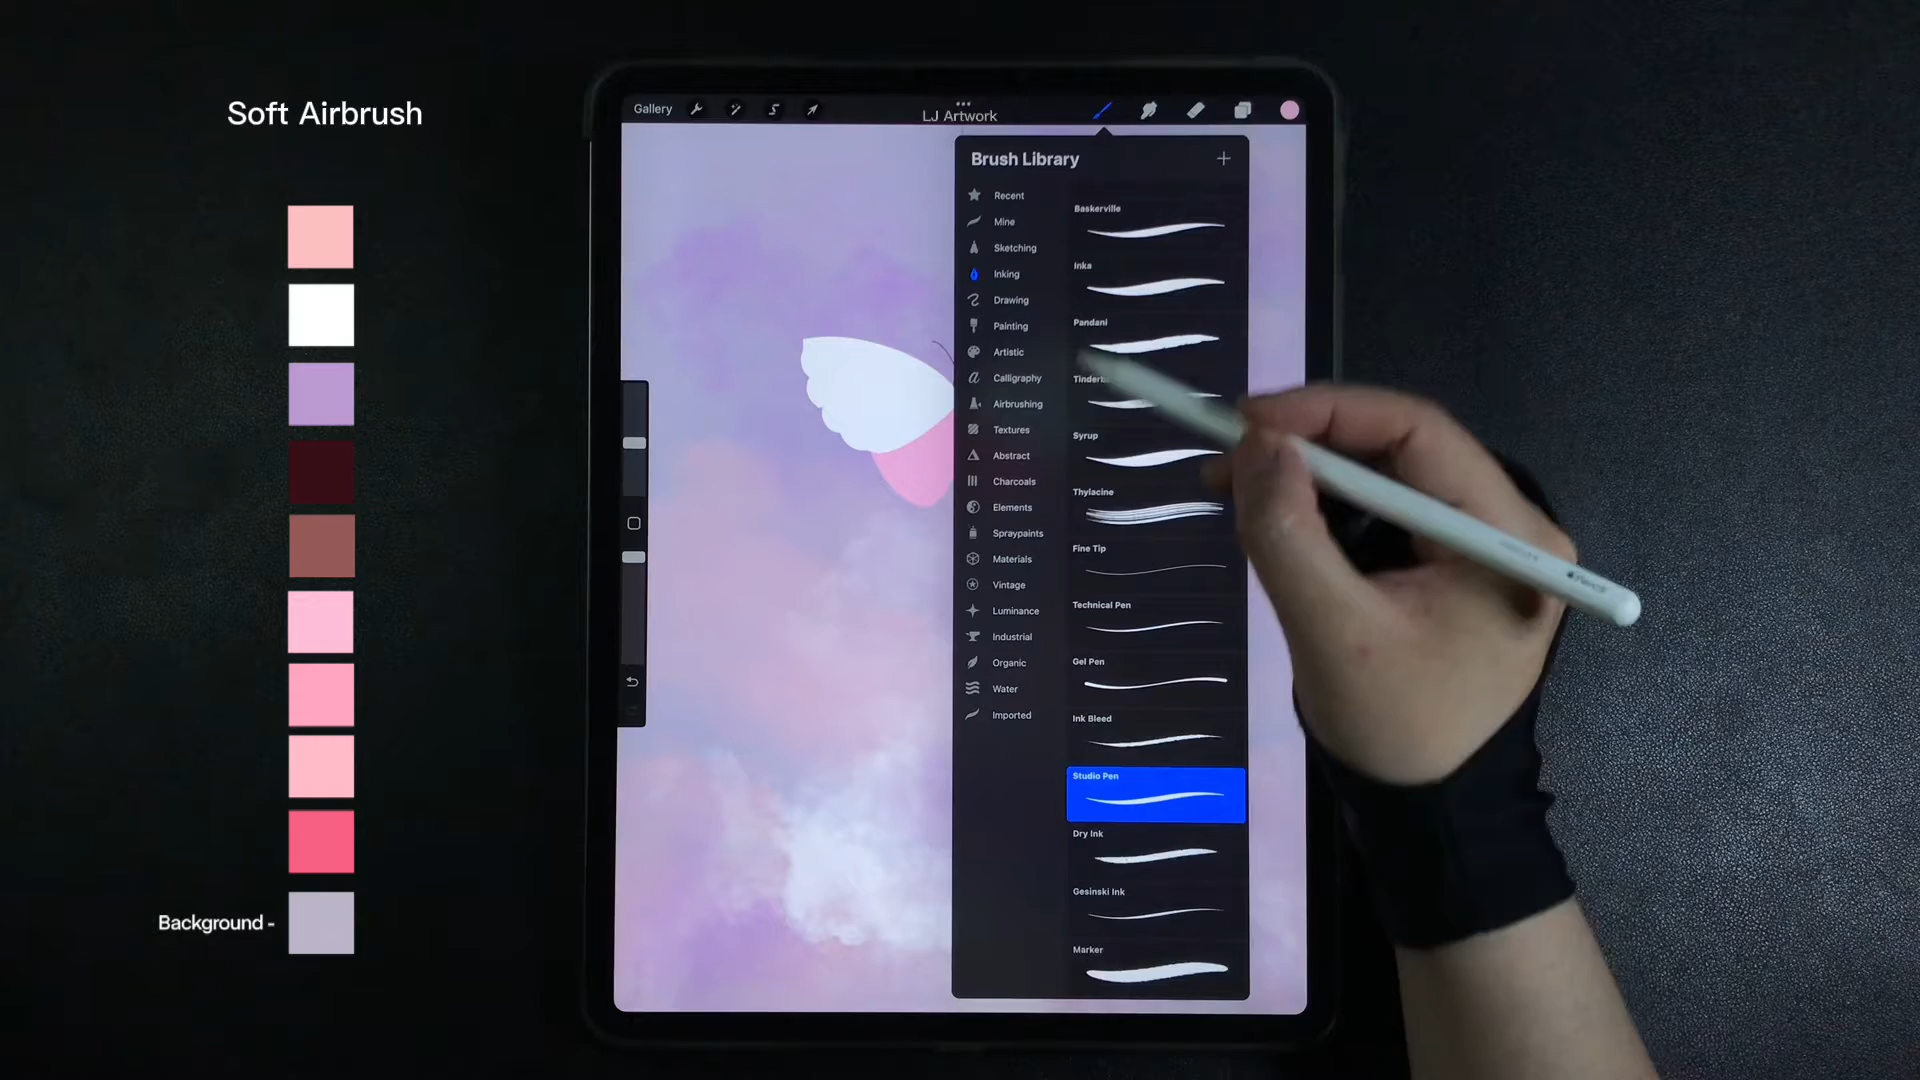 Soft Airbrush
Background -
Gallery
LJ Artwork
Brush Library
Recent
Mine
Sketching
Inking
Drawing
Painting
Artistic
Calligraphy
Airbrushing
Textures
Abstract
Charcoals
Elements
Spraypaints
Materials
Vintage
Luminance
Industrial
Organic
Water
Imported
Baskerville
Inka
Pandani
Syrup
Thylacine
Fine Tip
Technical Pen
Gel Pen
Ink Bleed
Studio Pen
Dry Ink
Gesinski Ink
Marker